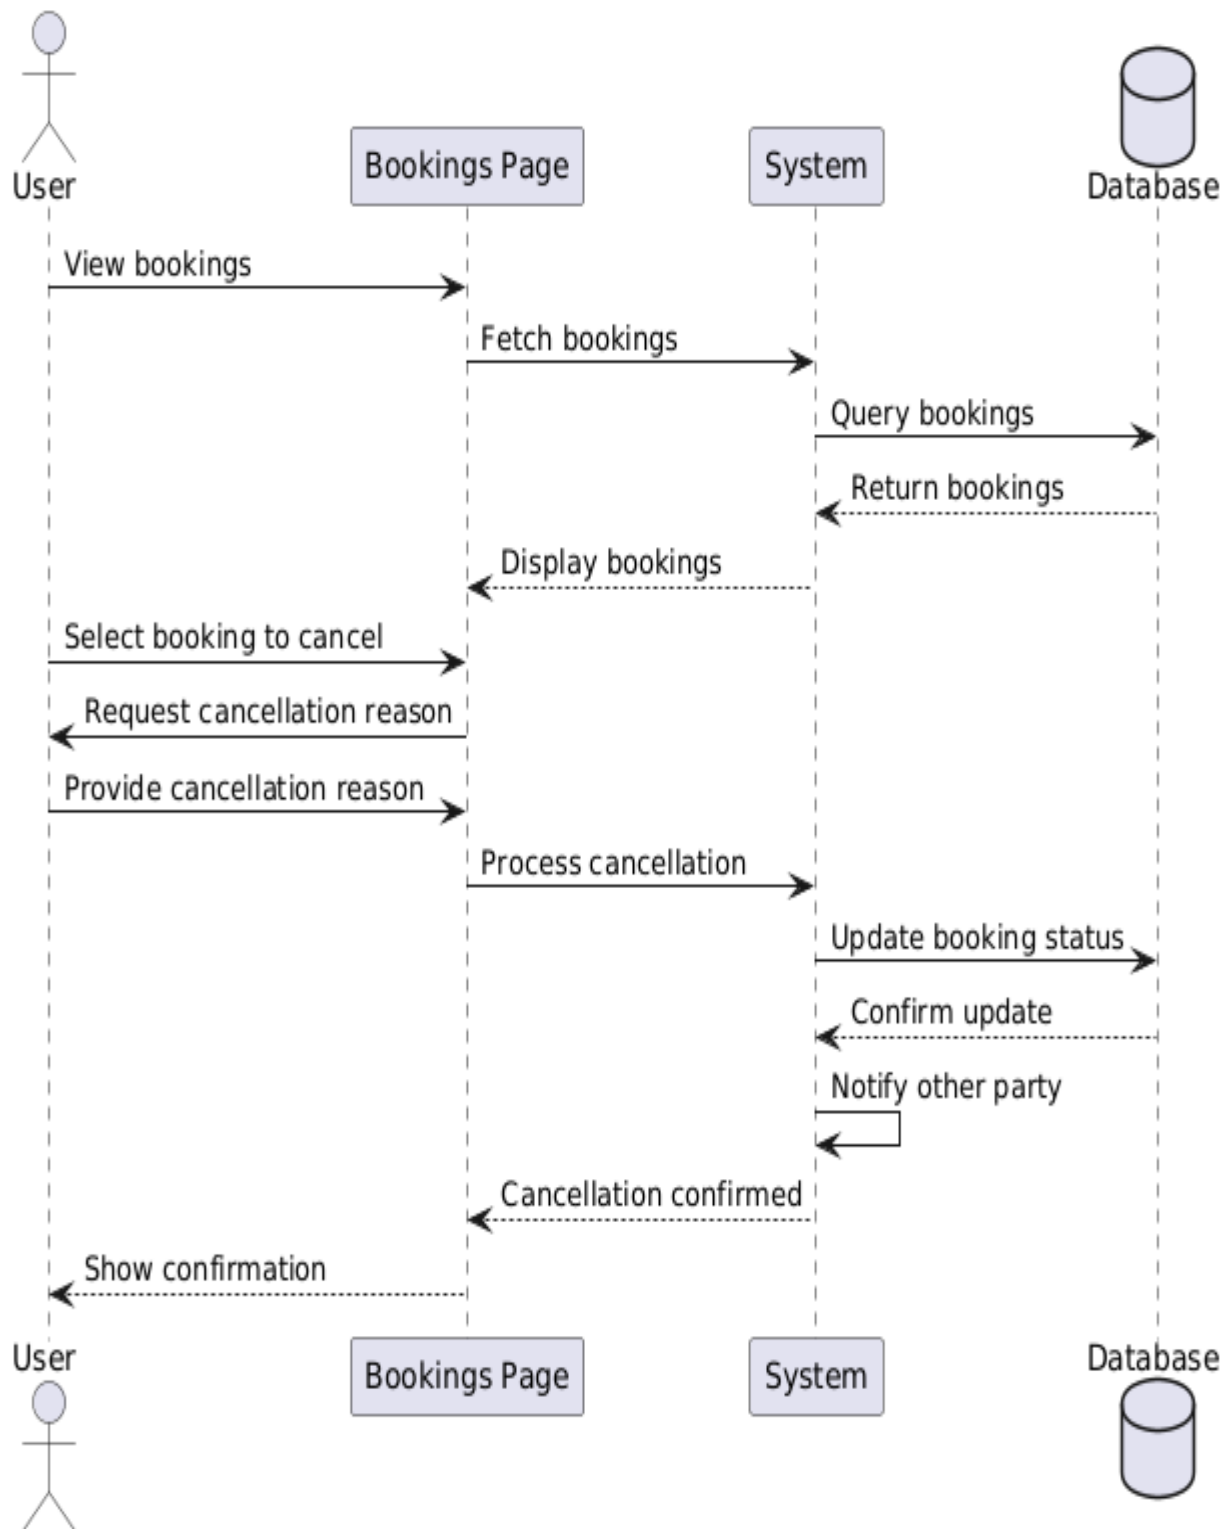 User
Bookings Page
System
Database
View bookings
Fetch bookings
Query bookings
Return bookings
Display bookings
Select booking to cancel
Request cancellation reason
Provide cancellation reason
Process cancellation
Update booking status
Confirm update
Notify other party
Cancellation confirmed
Show confirmation
User
Bookings Page
System
Database